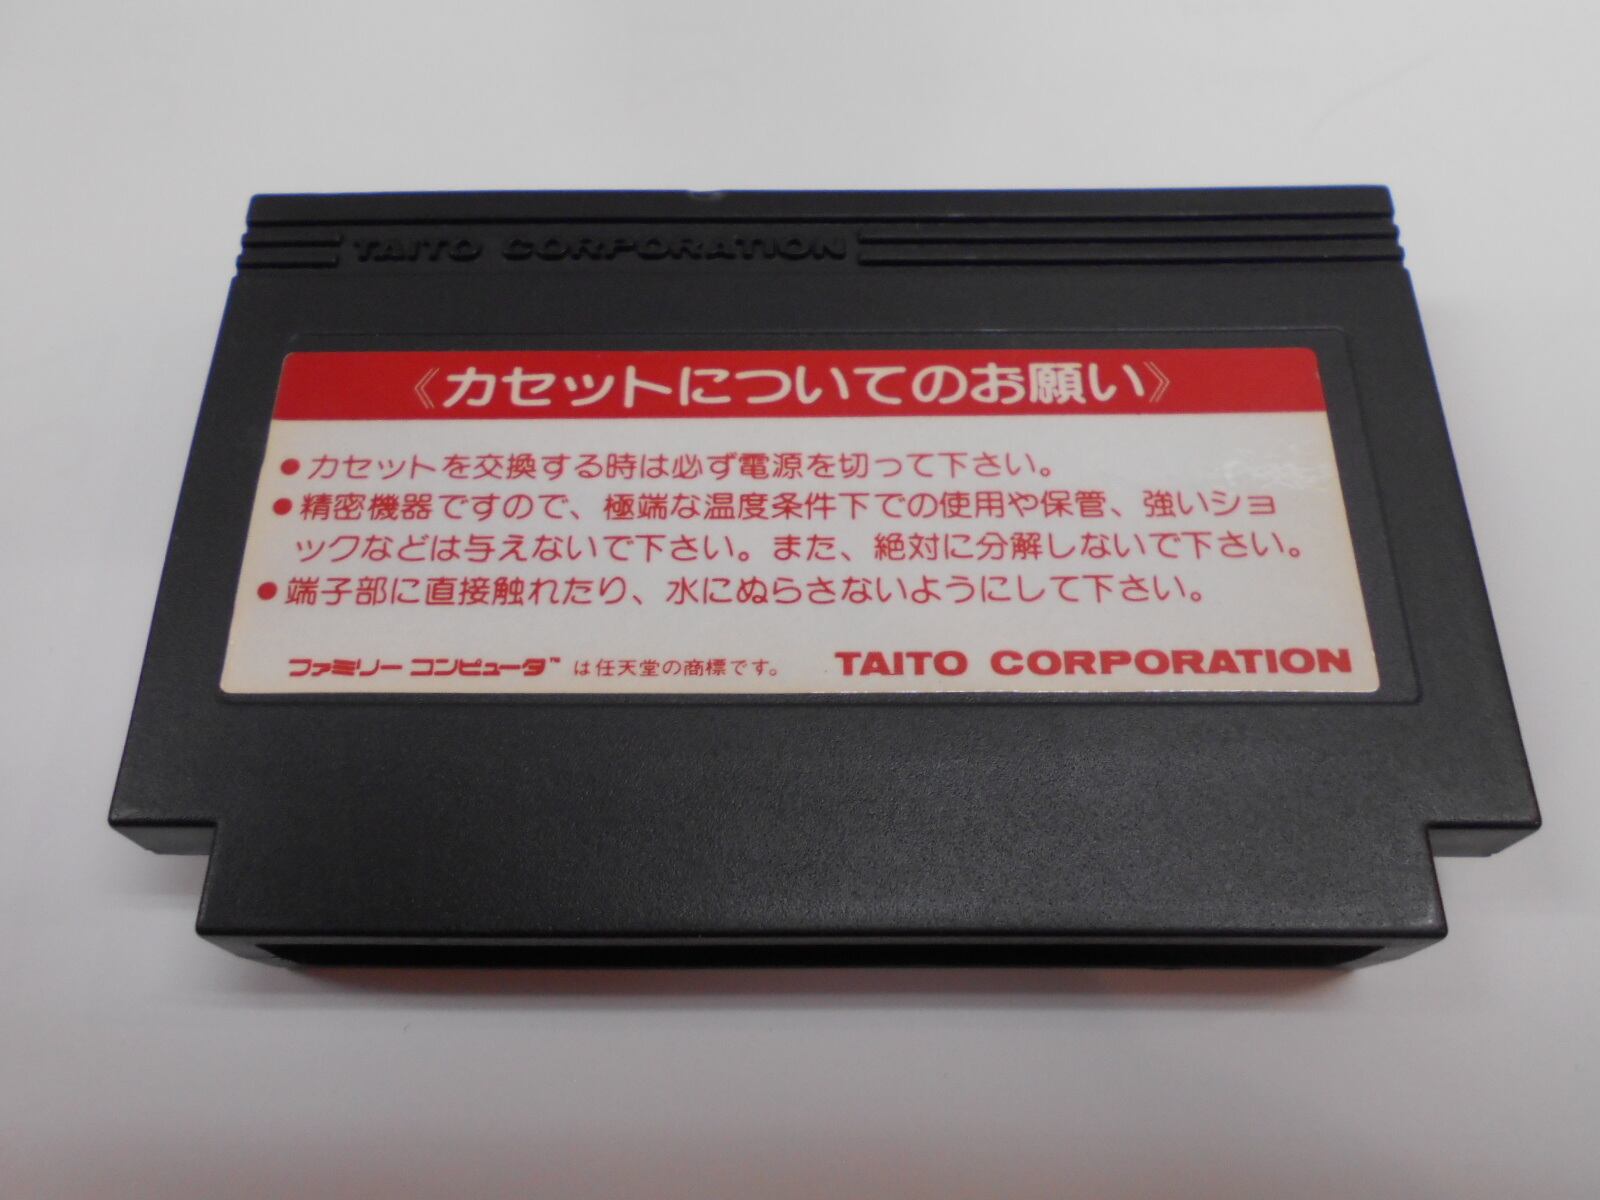 TAITO CORPORATION
《カセットについてのお願い》
●カセットを交換する時は必ず電源を切って下さい。
●精密機器ですので、極端な温度条件下での使用や保管、強いショ
ックなどは与えないで下さい。また、絶対に分解しないで下さい。
●端子部に直接触れたり、水にぬらさないようにして下さい。
ファミリー コンピュータ™ は任天堂の商標です。 TAITO CORPORATION